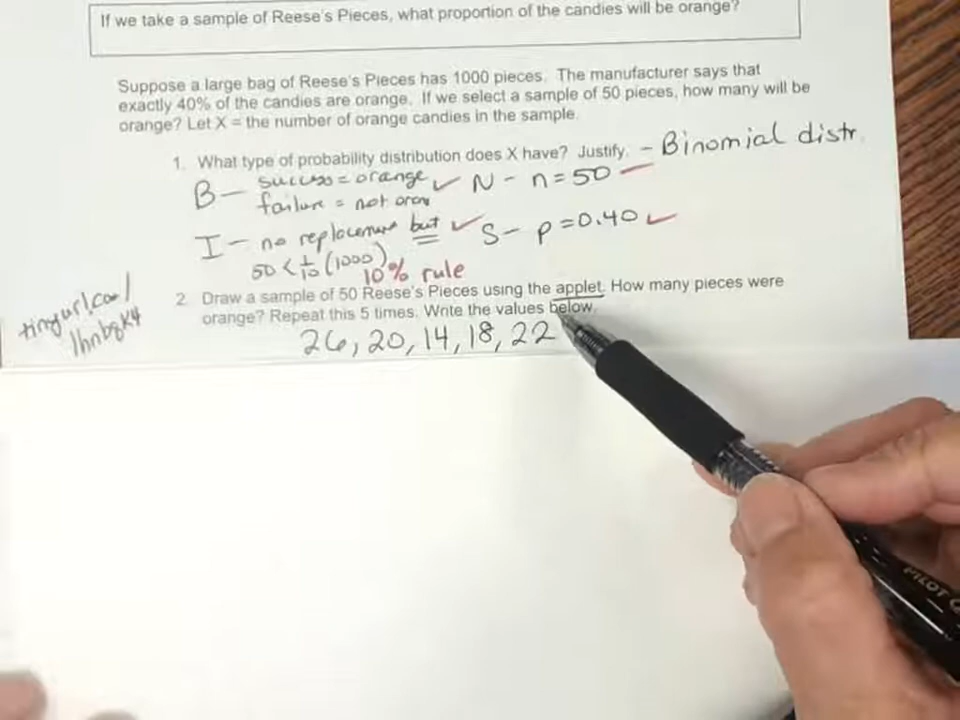 If we take a sample of Reese's Pieces, what proportion of the candies will be orange?
Suppose a large bag of Reese's Pieces has 1000 pieces. The manufacturer says that
exactly 40% of the candies are orange. If we select a sample of 50 pieces, how many will be
orange? Let X = the number of orange candies in the sample.
1. What type of probability distribution does X have? Justify. - Binomial distr.
B - success = orange ✓ N - n = 50 -
failure = not oran
I - no replacement but ✓ S - p = 0.40 ✓
50 < 1/10 (1000)
10% rule
2. Draw a sample of 50 Reese's Pieces using the applet. How many pieces were
orange? Repeat this 5 times. Write the values below.
26, 20, 14, 18, 22
tinyurl.com/
PILOT G